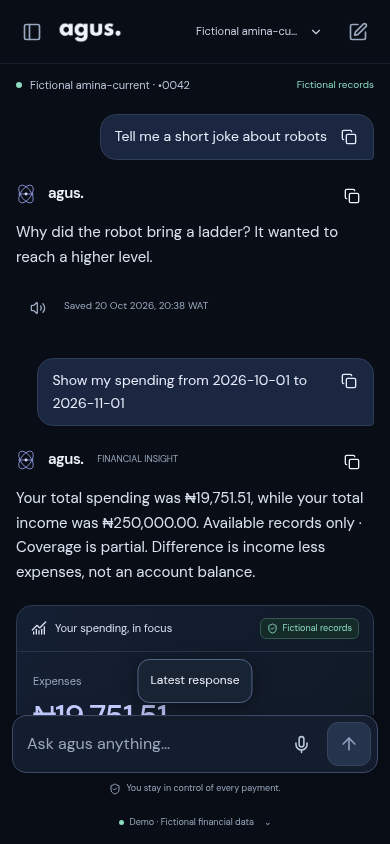 agus.
Fictional amina-cu...
Fictional amina-current · •0042
Fictional records
Tell me a short joke about robots
agus.
Why did the robot bring a ladder? It wanted to
reach a higher level.
Saved 20 Oct 2026, 20:38 WAT
Show my spending from 2026-10-01 to
2026-11-01
agus.
FINANCIAL INSIGHT
Your total spending was ₦19,751.51, while your total
income was ₦250,000.00. Available records only ·
Coverage is partial. Difference is income less
expenses, not an account balance.
Your spending, in focus
Fictional records
Expenses
Latest response
₦19,751.51
Ask agus anything...
You stay in control of every payment.
Demo · Fictional financial data